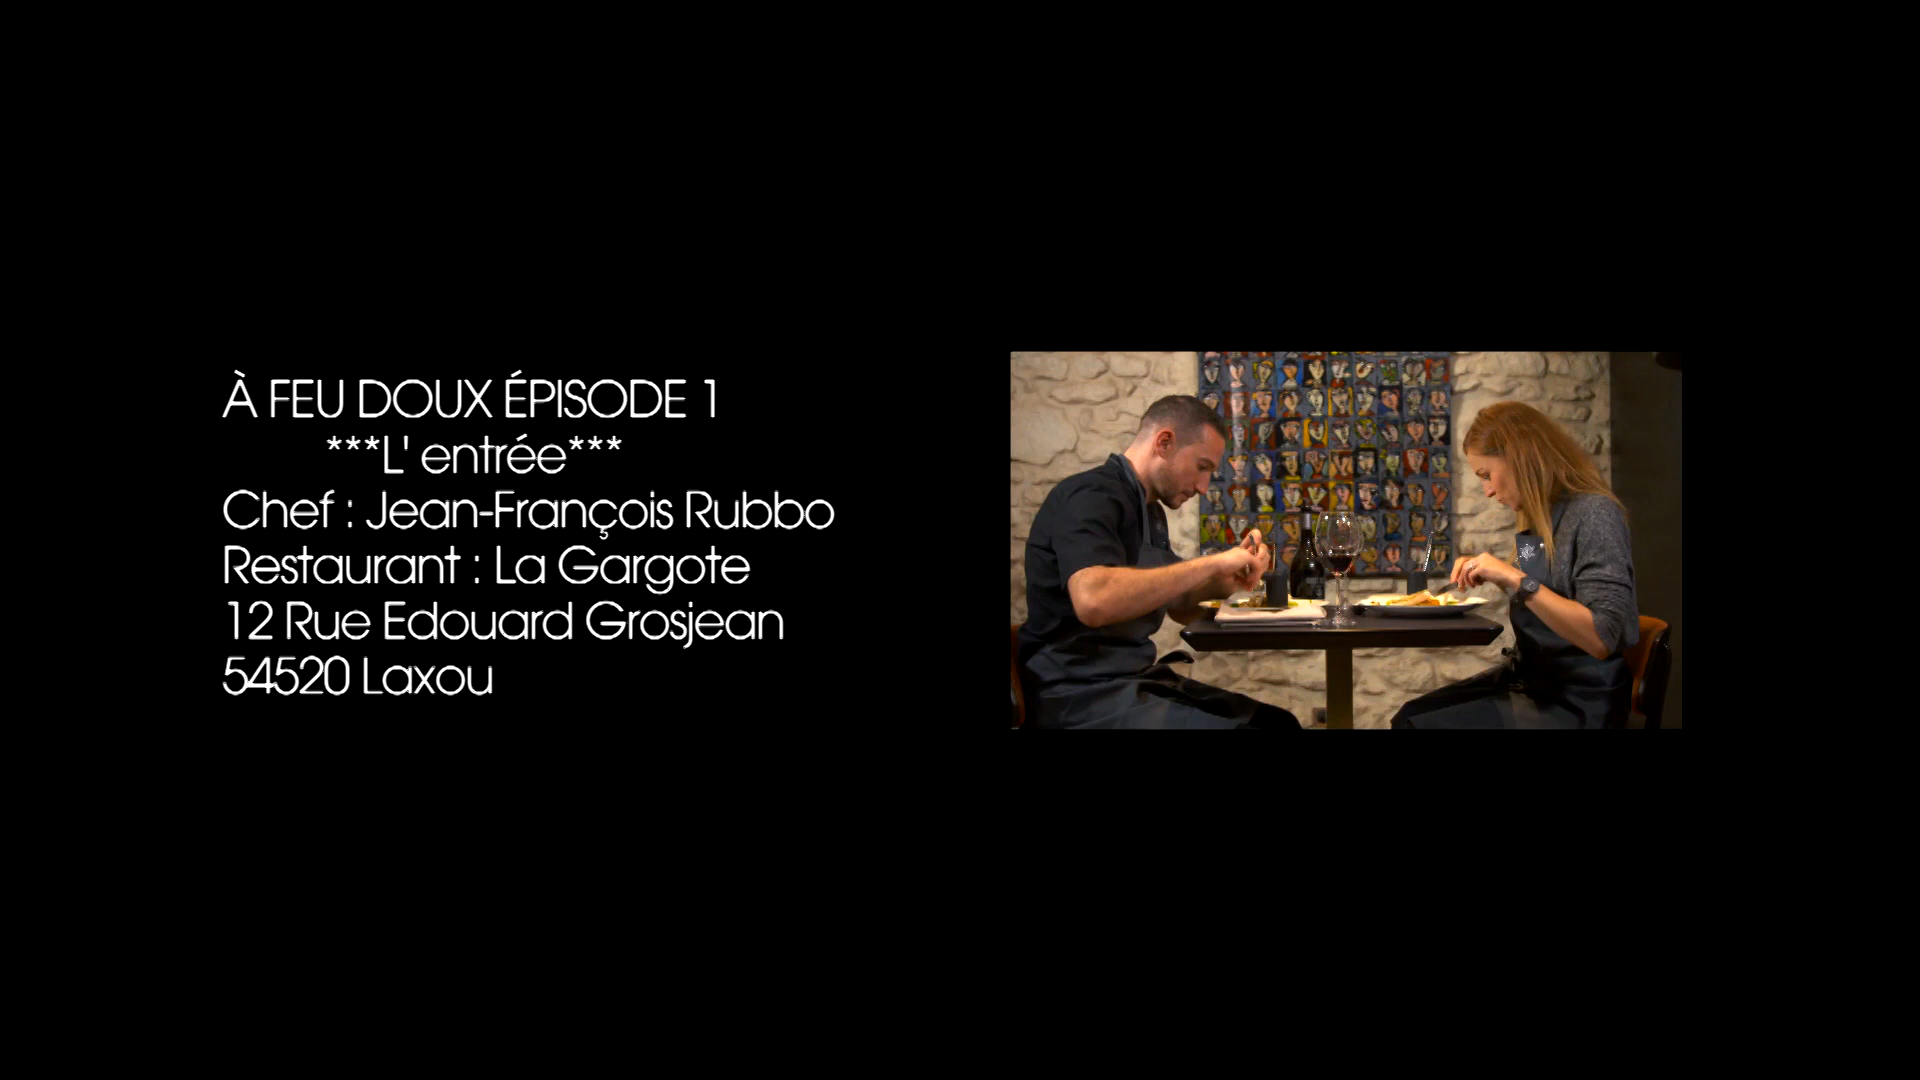 À FEU DOUX ÉPISODE 1
***L' entrée***
Chef : Jean-François Rubbo
Restaurant : La Gargote
12 Rue Edouard Grosjean
54520 Laxou